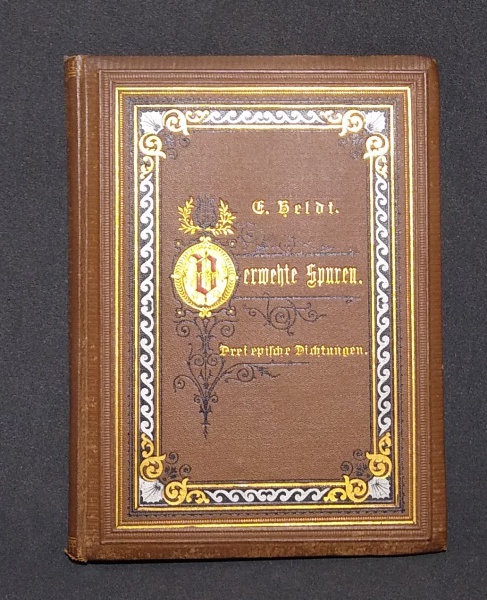 E. Heldt.
Verwehte Spuren.
Drei epische Dichtungen.